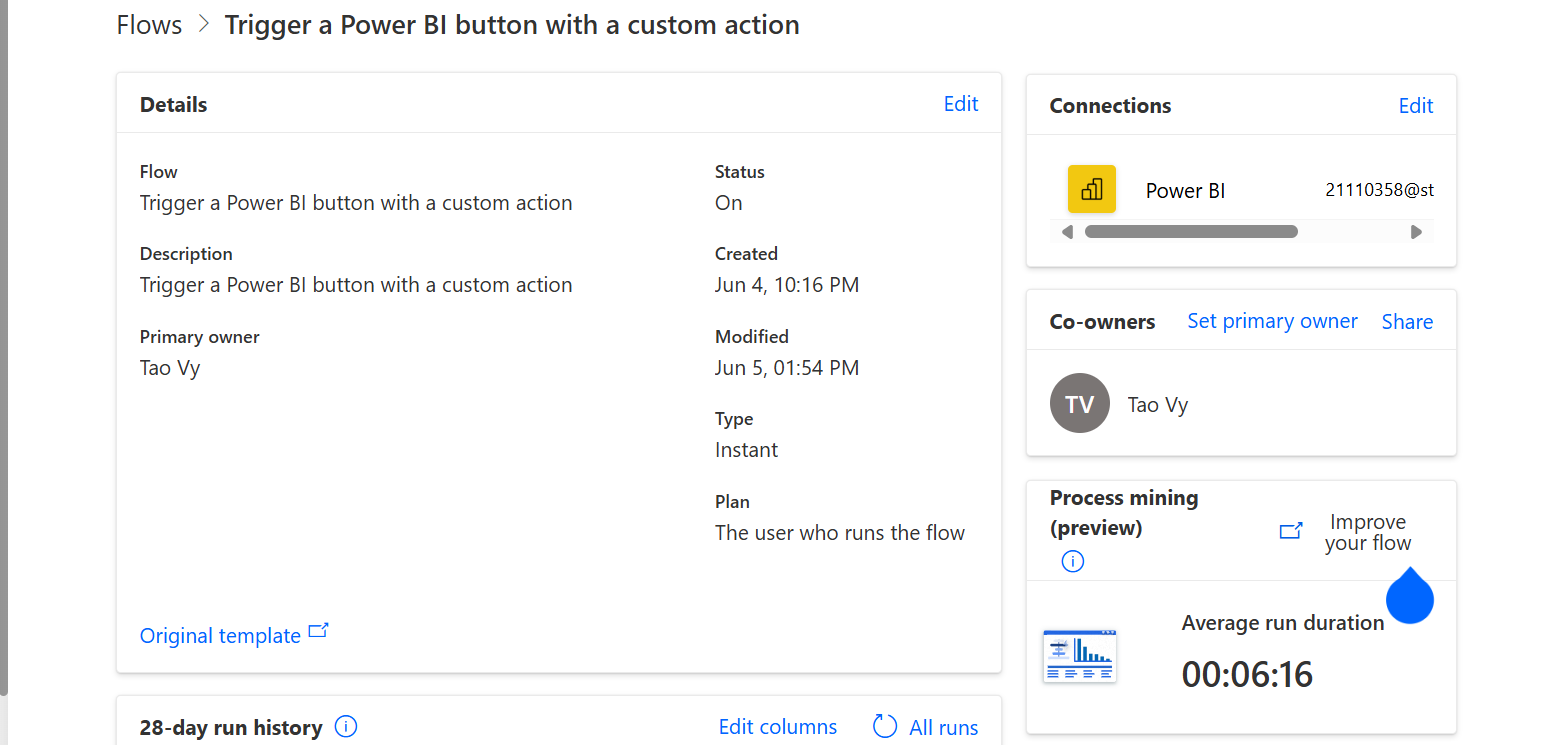 Flows > Trigger a Power BI button with a custom action
Details
Edit
Flow
Trigger a Power BI button with a custom action
Description
Trigger a Power BI button with a custom action
Primary owner
Tao Vy
Status
On
Created
Jun 4, 10:16 PM
Modified
Jun 5, 01:54 PM
Type
Instant
Plan
The user who runs the flow
Original template
28-day run history
Edit columns
All runs
Connections
Edit
Power BI
21110358@st
Co-owners
Set primary owner
Share
TV
Tao Vy
Process mining
(preview)
Improve
your flow
Average run duration
00:06:16